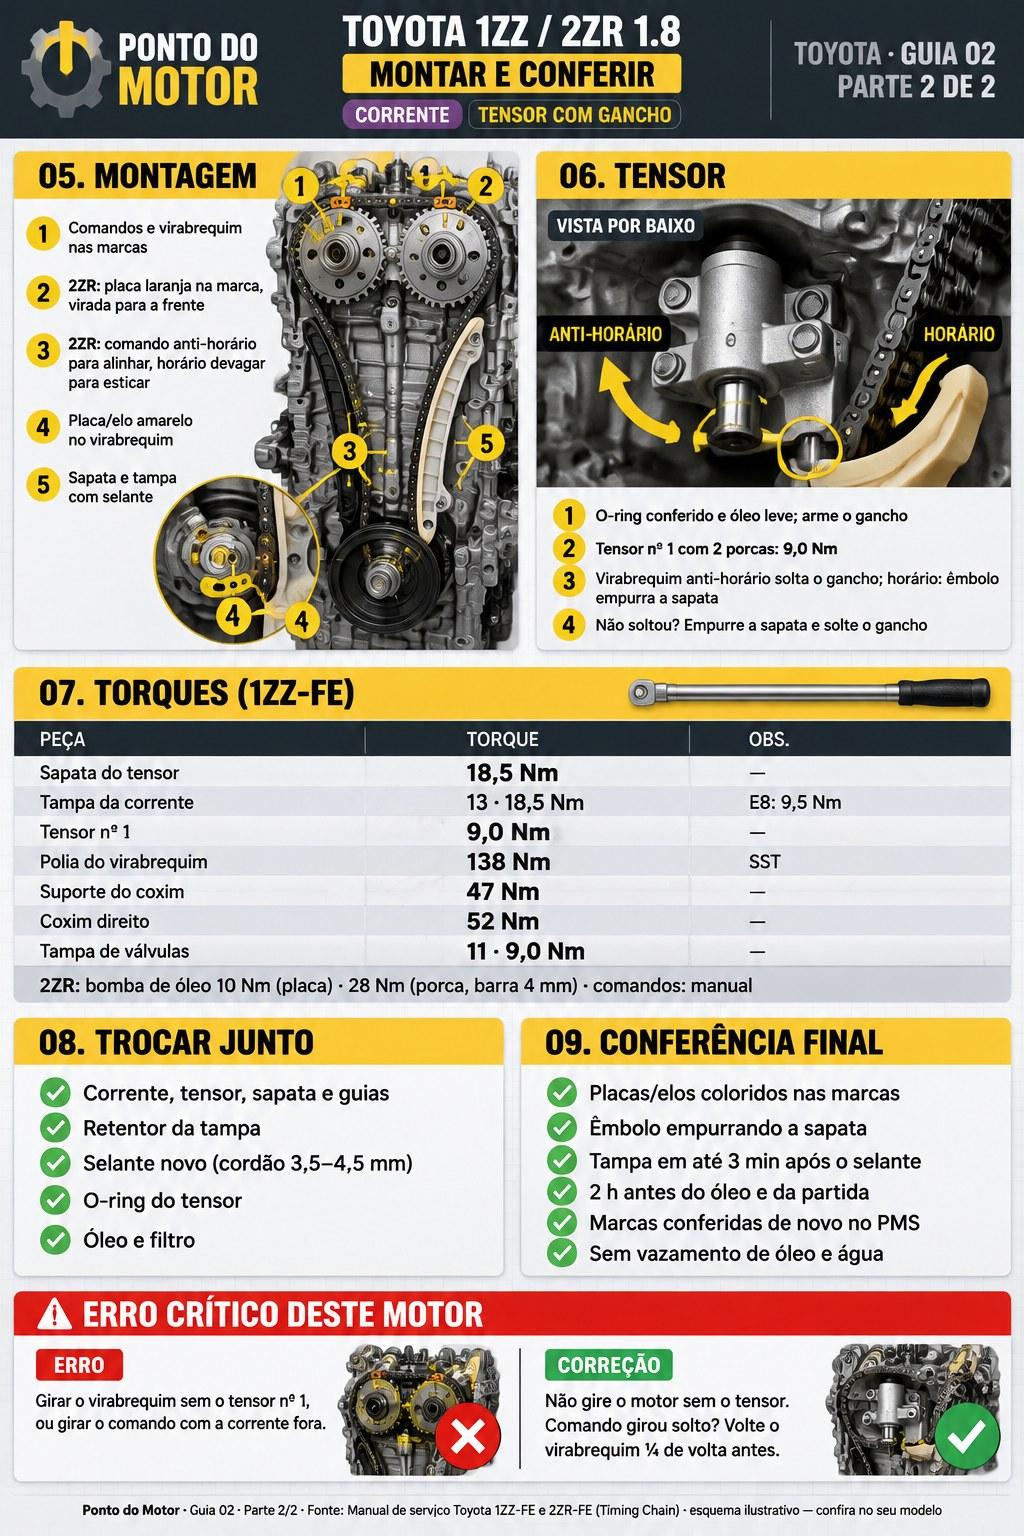 PONTO DO
MOTOR
TOYOTA 1ZZ / 2ZR 1.8
MONTAR E CONFERIR
CORRENTE
TENSOR COM GANCHO
TOYOTA · GUIA 02
PARTE 2 DE 2
05. MONTAGEM
1
1
2
1 Comandos e virabrequim
nas marcas
2 2ZR: placa laranja na marca,
virada para a frente
3 2ZR: comando anti-horário
para alinhar, horário devagar
para esticar
4 Placa/elo amarelo
no virabrequim
5 Sapata e tampa
com selante
3
5
4
4
06. TENSOR
VISTA POR BAIXO
ANTI-HORÁRIO
HORÁRIO
1 O-ring conferido e óleo leve; arme o gancho
2 Tensor nº 1 com 2 porcas: 9,0 Nm
3 Virabrequim anti-horário solta o gancho; horário: êmbolo
empurra a sapata
4 Não soltou? Empurre a sapata e solte o gancho
07. TORQUES (1ZZ-FE)
PEÇA TORQUE OBS.
Sapata do tensor 18,5 Nm —
Tampa da corrente 13 · 18,5 Nm E8: 9,5 Nm
Tensor nº 1 9,0 Nm —
Polia do virabrequim 138 Nm SST
Suporte do coxim 47 Nm —
Coxim direito 52 Nm —
Tampa de válvulas 11 · 9,0 Nm —
2ZR: bomba de óleo 10 Nm (placa) · 28 Nm (porca, barra 4 mm) · comandos: manual
08. TROCAR JUNTO
Corrente, tensor, sapata e guias
Retentor da tampa
Selante novo (cordão 3,5–4,5 mm)
O-ring do tensor
Óleo e filtro
09. CONFERÊNCIA FINAL
Placas/elos coloridos nas marcas
Êmbolo empurrando a sapata
Tampa em até 3 min após o selante
2 h antes do óleo e da partida
Marcas conferidas de novo no PMS
Sem vazamento de óleo e água
ERRO CRÍTICO DESTE MOTOR
ERRO
Girar o virabrequim sem o tensor nº 1,
ou girar o comando com a corrente fora.
CORREÇÃO
Não gire o motor sem o tensor.
Comando girou solto? Volte o
virabrequim ¼ de volta antes.
Ponto do Motor · Guia 02 · Parte 2/2 · Fonte: Manual de serviço Toyota 1ZZ-FE e 2ZR-FE (Timing Chain) · esquema ilustrativo — confira no seu modelo